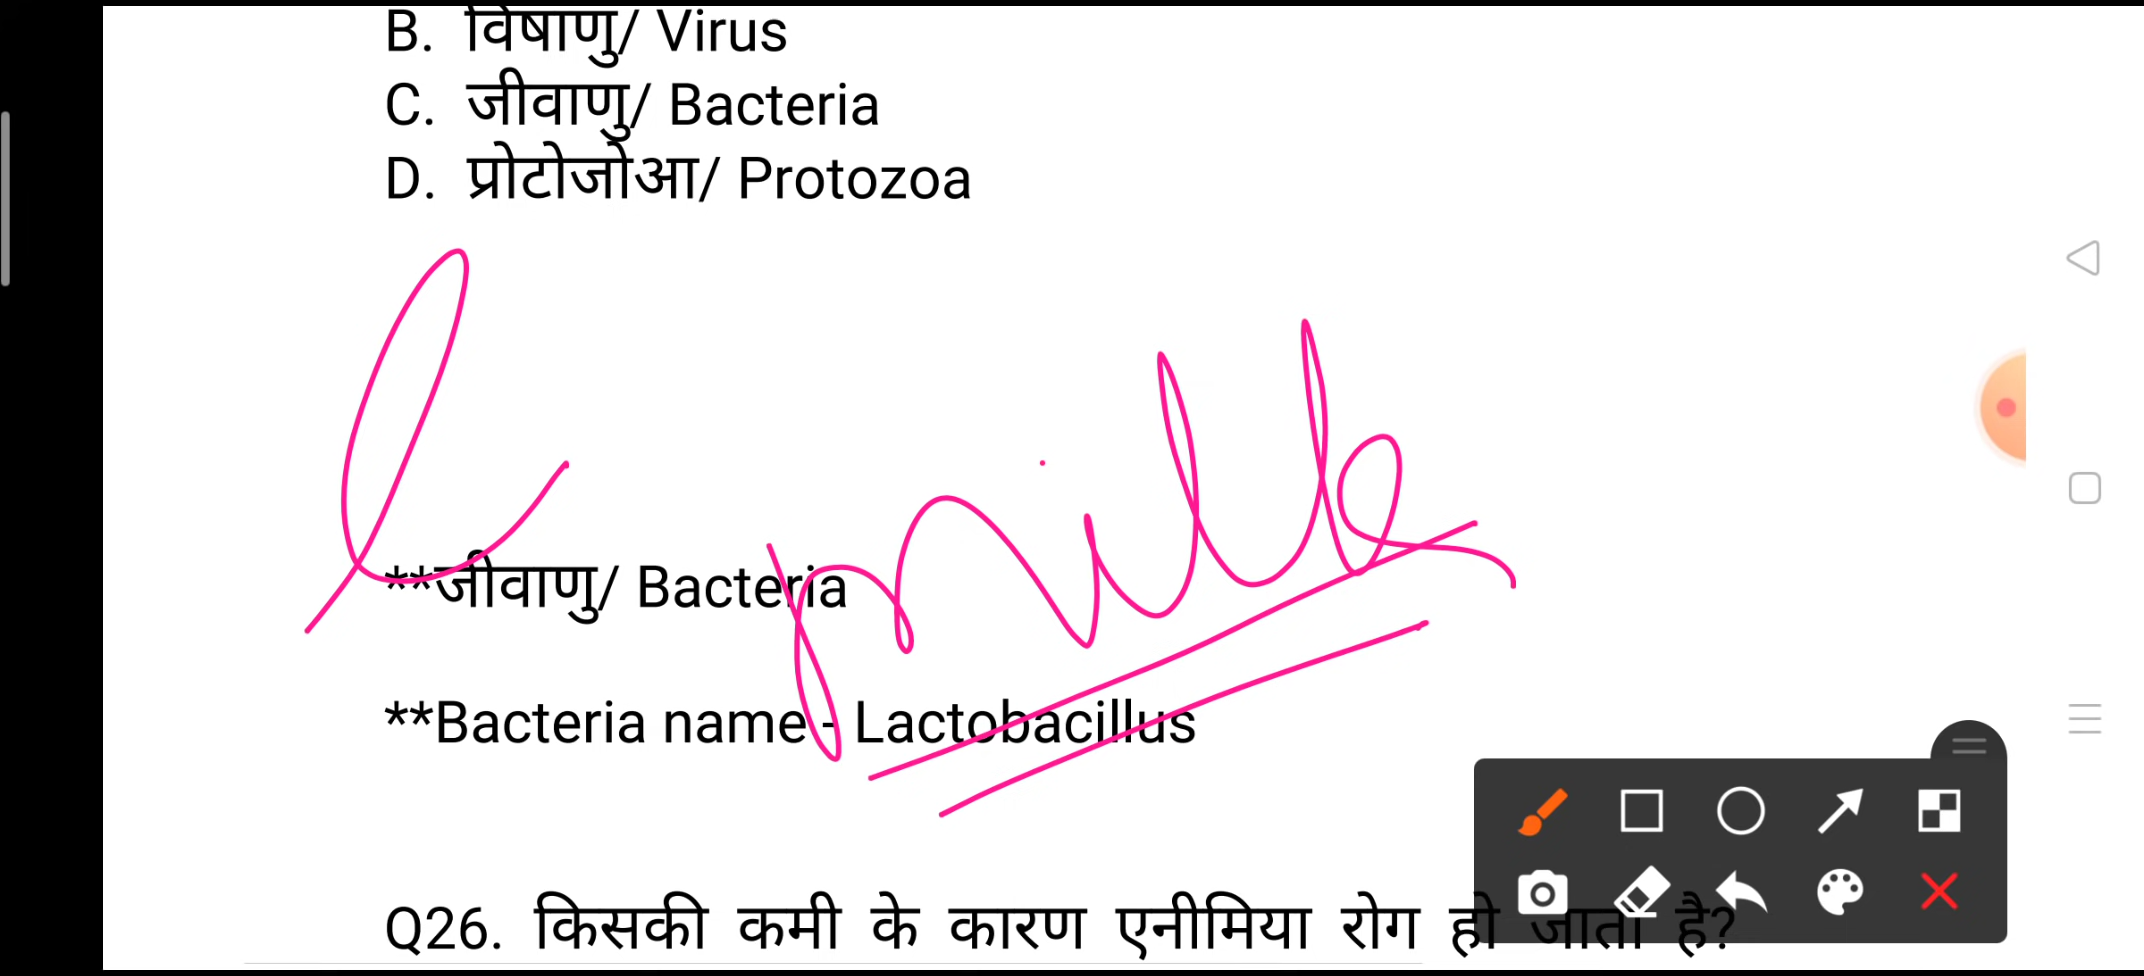 B. विषाणु/ Virus
C. जीवाणु/ Bacteria
D. प्रोटोजोआ/ Protozoa
milk
**जीवाणु/ Bacteria
**Bacteria name - Lactobacillus
Q26. किसकी कमी के कारण एनीमिया रोग हो जाता है?